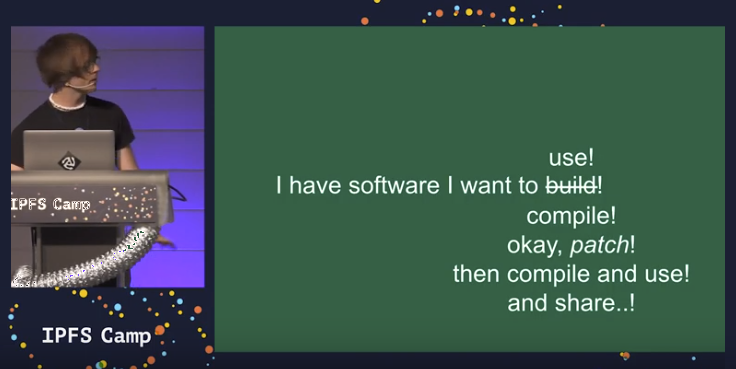 use!
I have software I want to build!
compile!
okay, patch!
then compile and use!
and share..!
IPFS Camp
IPFS Camp